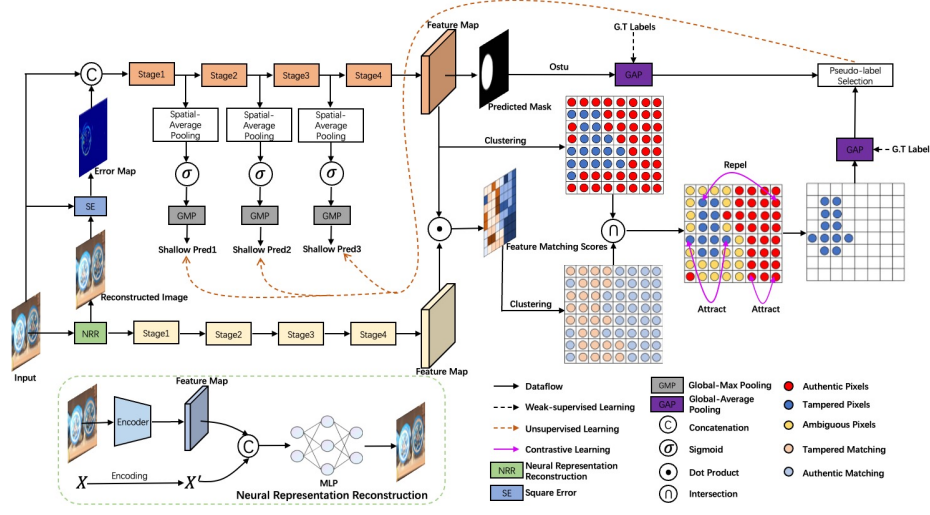 Feature Map
G.T Labels
C
Stage1
Stage2
Stage3
Stage4
Ostu
GAP
Pseudo-label
Selection
Predicted Mask
Spatial-
Average
Pooling
Spatial-
Average
Pooling
Spatial-
Average
Pooling
Clustering
GAP
G.T Label
Error Map
σ
σ
σ
Repel
SE
GMP
GMP
GMP
Shallow Pred1
Shallow Pred2
Shallow Pred3
Feature Matching Scores
∩
Reconstructed Image
Clustering
Attract
Attract
NRR
Stage1
Stage2
Stage3
Stage4
Input
Feature Map
Feature Map
Encoder
C
X
Encoding
X'
MLP
Neural Representation Reconstruction
Dataflow
Weak-supervised Learning
Unsupervised Learning
Contrastive Learning
NRR
Neural Representation
Reconstruction
SE
Square Error
GMP
Global-Max Pooling
GAP
Global-Average
Pooling
C
Concatenation
σ
Sigmoid
Dot Product
∩
Intersection
Authentic Pixels
Tampered Pixels
Ambiguous Pixels
Tampered Matching
Authentic Matching